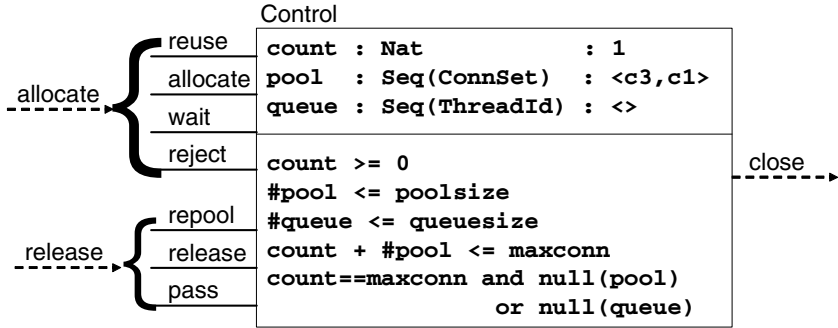 Control
reuse
allocate
wait
reject
allocate
count : Nat : 1
pool : Seq(ConnSet) : <c3,c1>
queue : Seq(ThreadId) : <>
count >= 0
#pool <= poolsize
#queue <= queuesize
count + #pool <= maxconn
count==maxconn and null(pool)
or null(queue)
close
repool
release
pass
release